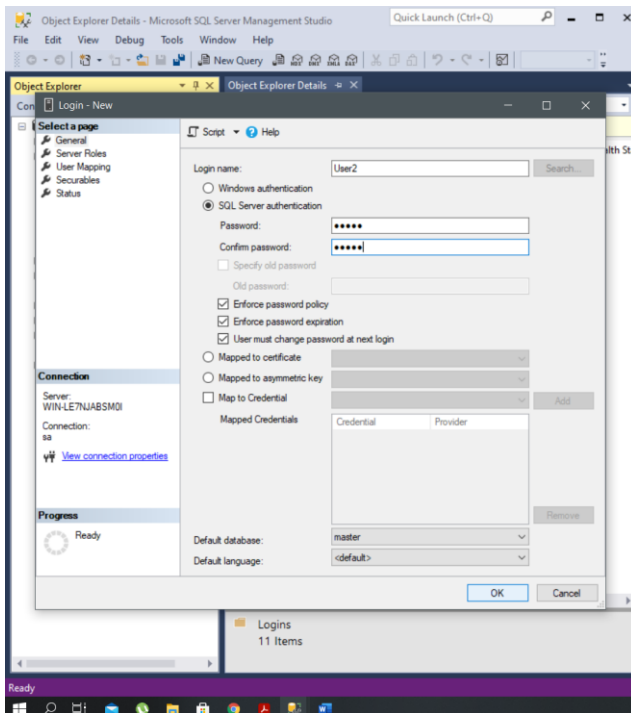 Object Explorer Details - Microsoft SQL Server Management Studio
Quick Launch (Ctrl+Q)
File Edit View Debug Tools Window Help
New Query
Object Explorer
Object Explorer Details
Con
Login - New
Select a page
General
Server Roles
User Mapping
Securables
Status
Script Help
Login name: User2 Search...
Windows authentication
SQL Server authentication
Password: •••••
Confirm password: •••••
Specify old password
Old password:
Enforce password policy
Enforce password expiration
User must change password at next login
Mapped to certificate
Mapped to asymmetric key
Map to Credential Add
Mapped Credentials Credential Provider
Remove
Default database: master
Default language: <default>
Connection
Server:
WIN-LE7NJABSM0I
Connection:
sa
View connection properties
Progress
Ready
OK Cancel
alth St
Logins
11 Items
Ready